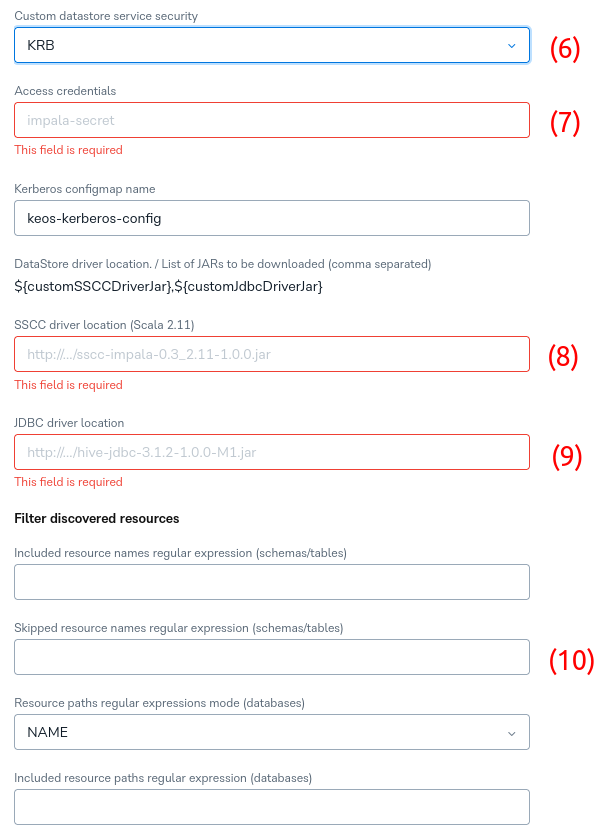 Custom datastore service security
KRB
(6)
Access credentials
impala-secret
(7)
This field is required
Kerberos configmap name
keos-kerberos-config
DataStore driver location. / List of JARs to be downloaded (comma separated)
${customSSCCDriverJar},${customJdbcDriverJar}
SSCC driver location (Scala 2.11)
http://.../sscc-impala-0.3_2.11-1.0.0.jar
(8)
This field is required
JDBC driver location
http://.../hive-jdbc-3.1.2-1.0.0-M1.jar
(9)
This field is required
Filter discovered resources
Included resource names regular expression (schemas/tables)
Skipped resource names regular expression (schemas/tables)
(10)
Resource paths regular expressions mode (databases)
NAME
Included resource paths regular expression (databases)